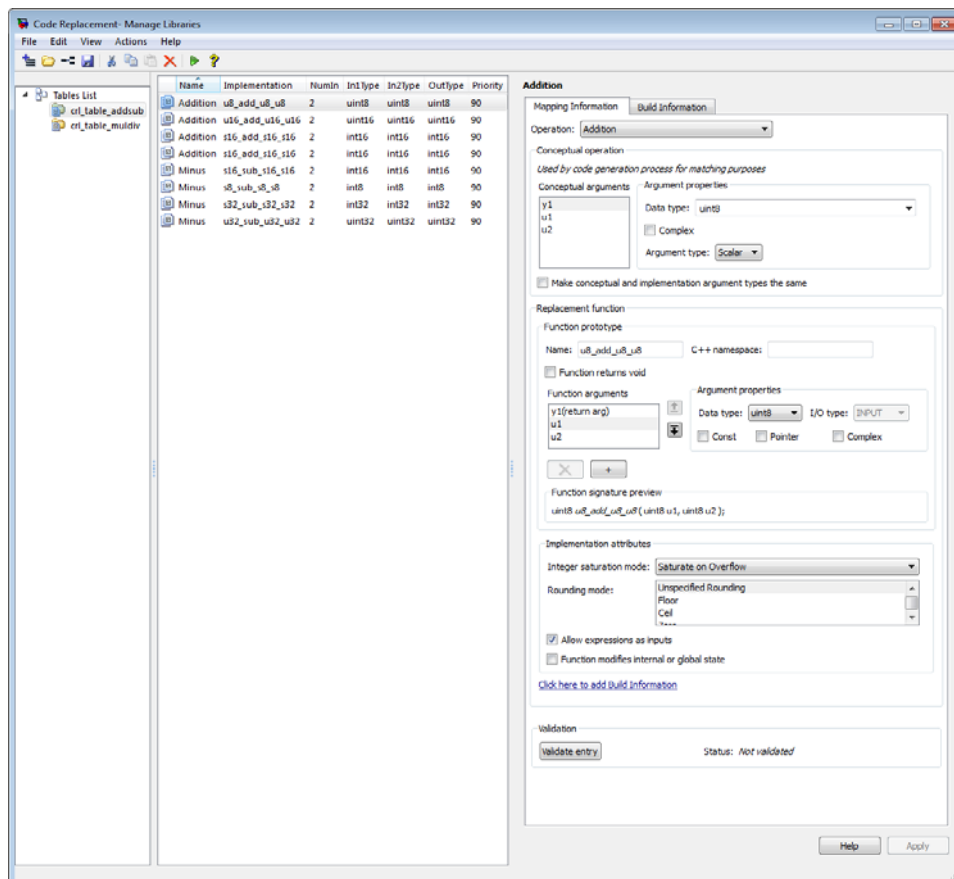 Code Replacement- Manage Libraries
File Edit View Actions Help
Tables List
crl_table_addsub
crl_table_muldiv
Name Implementation NumIn In1Type In2Type OutType Priority
Addition u8_add_u8_u8 2 uint8 uint8 uint8 90
Addition u16_add_u16_u16 2 uint16 uint16 uint16 90
Addition s16_add_s16_s16 2 int16 int16 int16 90
Addition s16_add_s16_s16 2 int16 int16 int16 90
Minus s16_sub_s16_s16 2 int16 int16 int16 90
Minus s8_sub_s8_s8 2 int8 int8 int8 90
Minus s32_sub_s32_s32 2 int32 int32 int32 90
Minus u32_sub_u32_u32 2 uint32 uint32 uint32 90
Addition
Mapping Information Build Information
Operation: Addition
Conceptual operation
Used by code generation process for matching purposes
Conceptual arguments Argument properties
y1
u1
u2
Data type: uint8
Complex
Argument type: Scalar
Make conceptual and implementation argument types the same
Replacement function
Function prototype
Name: u8_add_u8_u8 C++ namespace:
Function returns void
Function arguments Argument properties
y1(return arg)
u1
u2
Data type: uint8 I/O type: INPUT
Const Pointer Complex
+
Function signature preview
uint8 u8_add_u8_u8( uint8 u1, uint8 u2 );
Implementation attributes
Integer saturation mode: Saturate on Overflow
Rounding mode: Unspecified Rounding
Floor
Ceil
Allow expressions as inputs
Function modifies internal or global state
Click here to add Build Information
Validation
Validate entry Status: Not validated
Help Apply